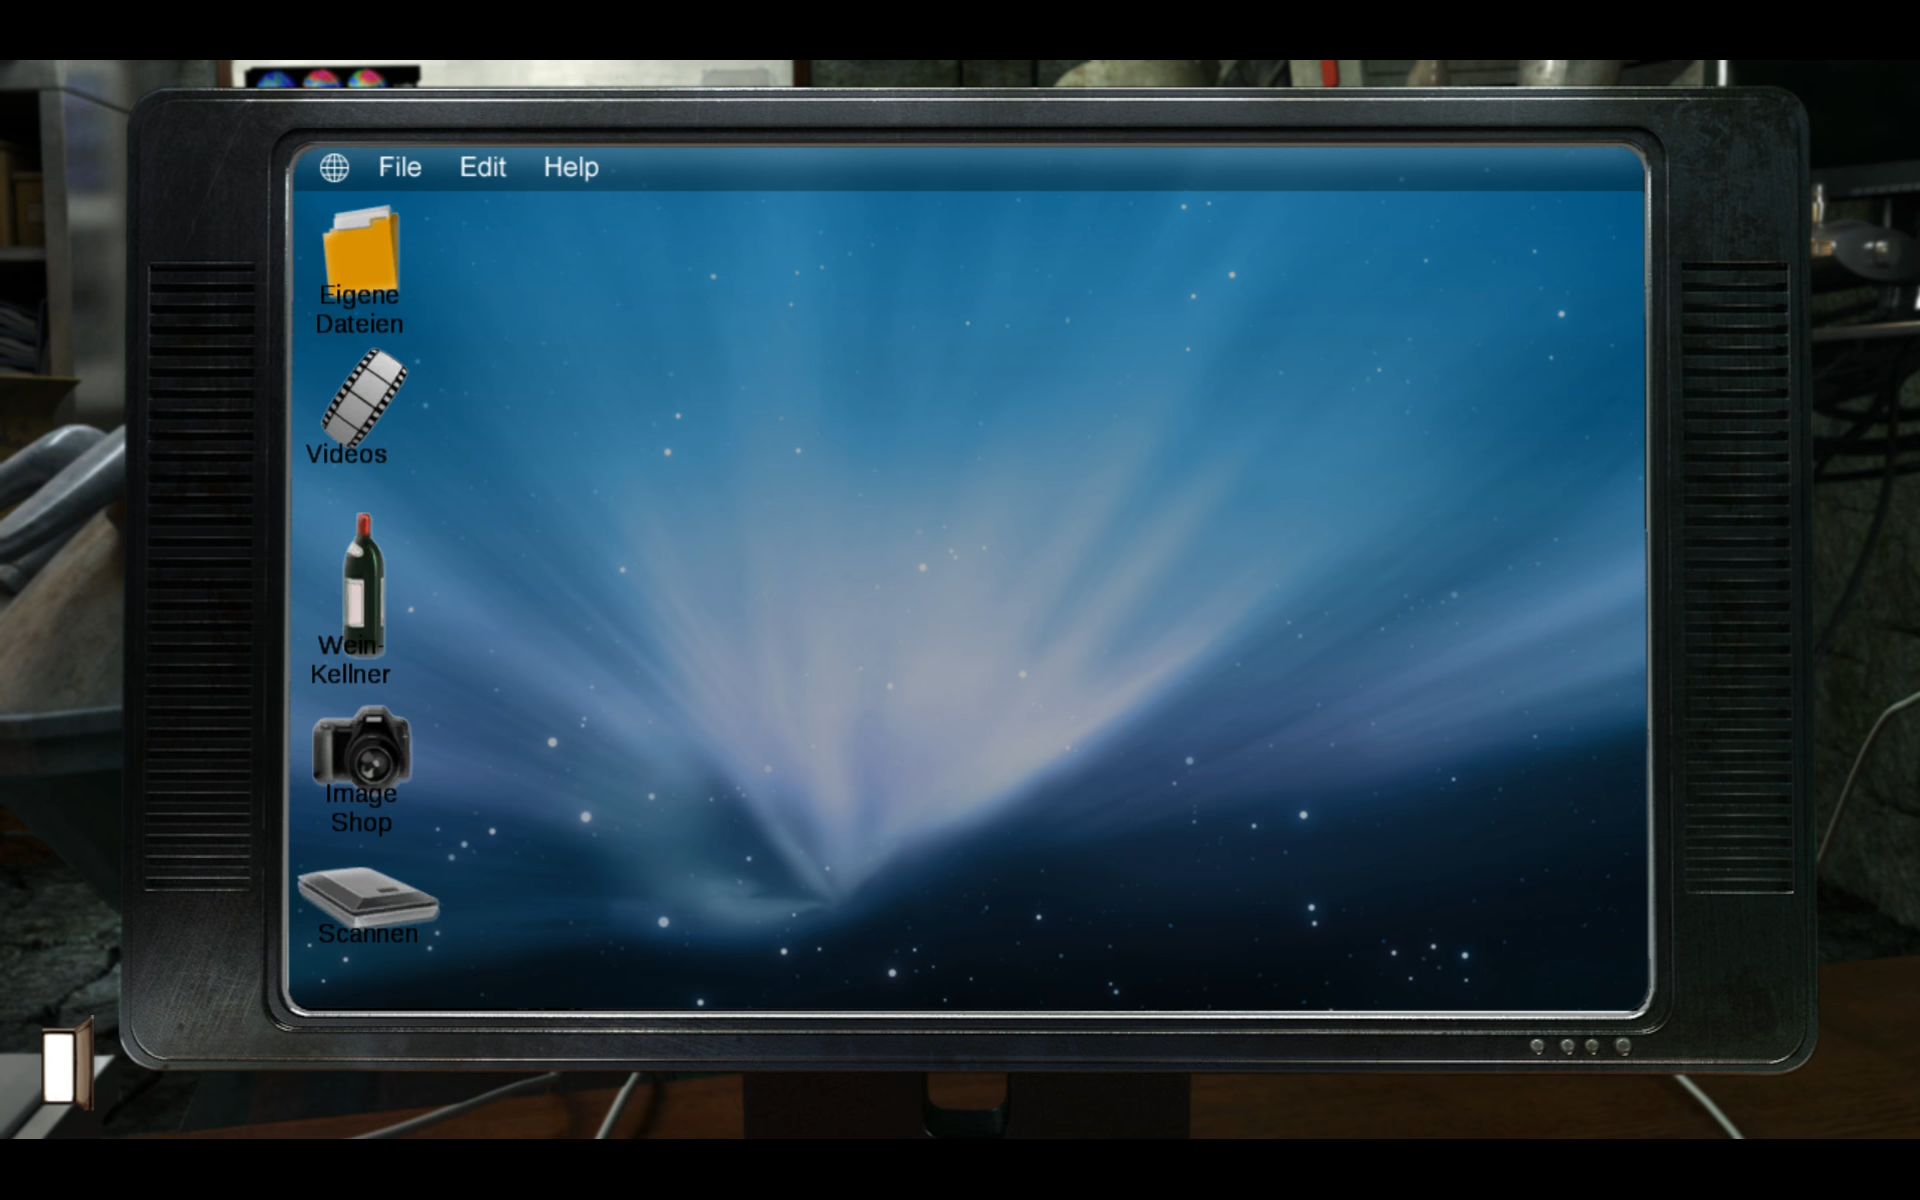 File Edit Help
Eigene
Dateien
Videos
Wein-
Kellner
Image
Shop
Scannen